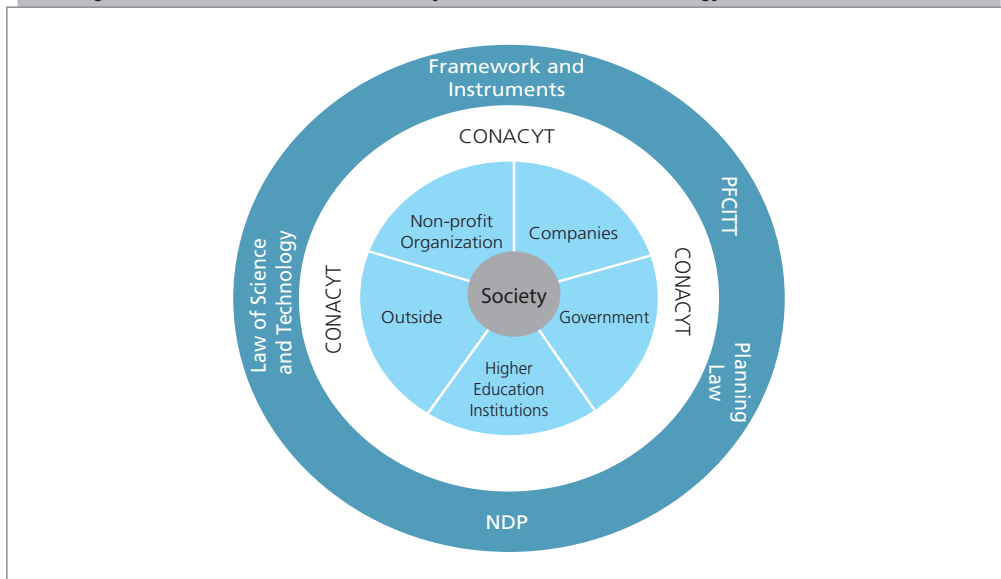 Framework and
Instruments
CONACYT
PFCITT
Non-profit
Organization
Companies
CONACYT
Law of Science
and Technology
CONACYT
Society
Outside
Government
Higher
Education
Institutions
Planning
Law
NDP